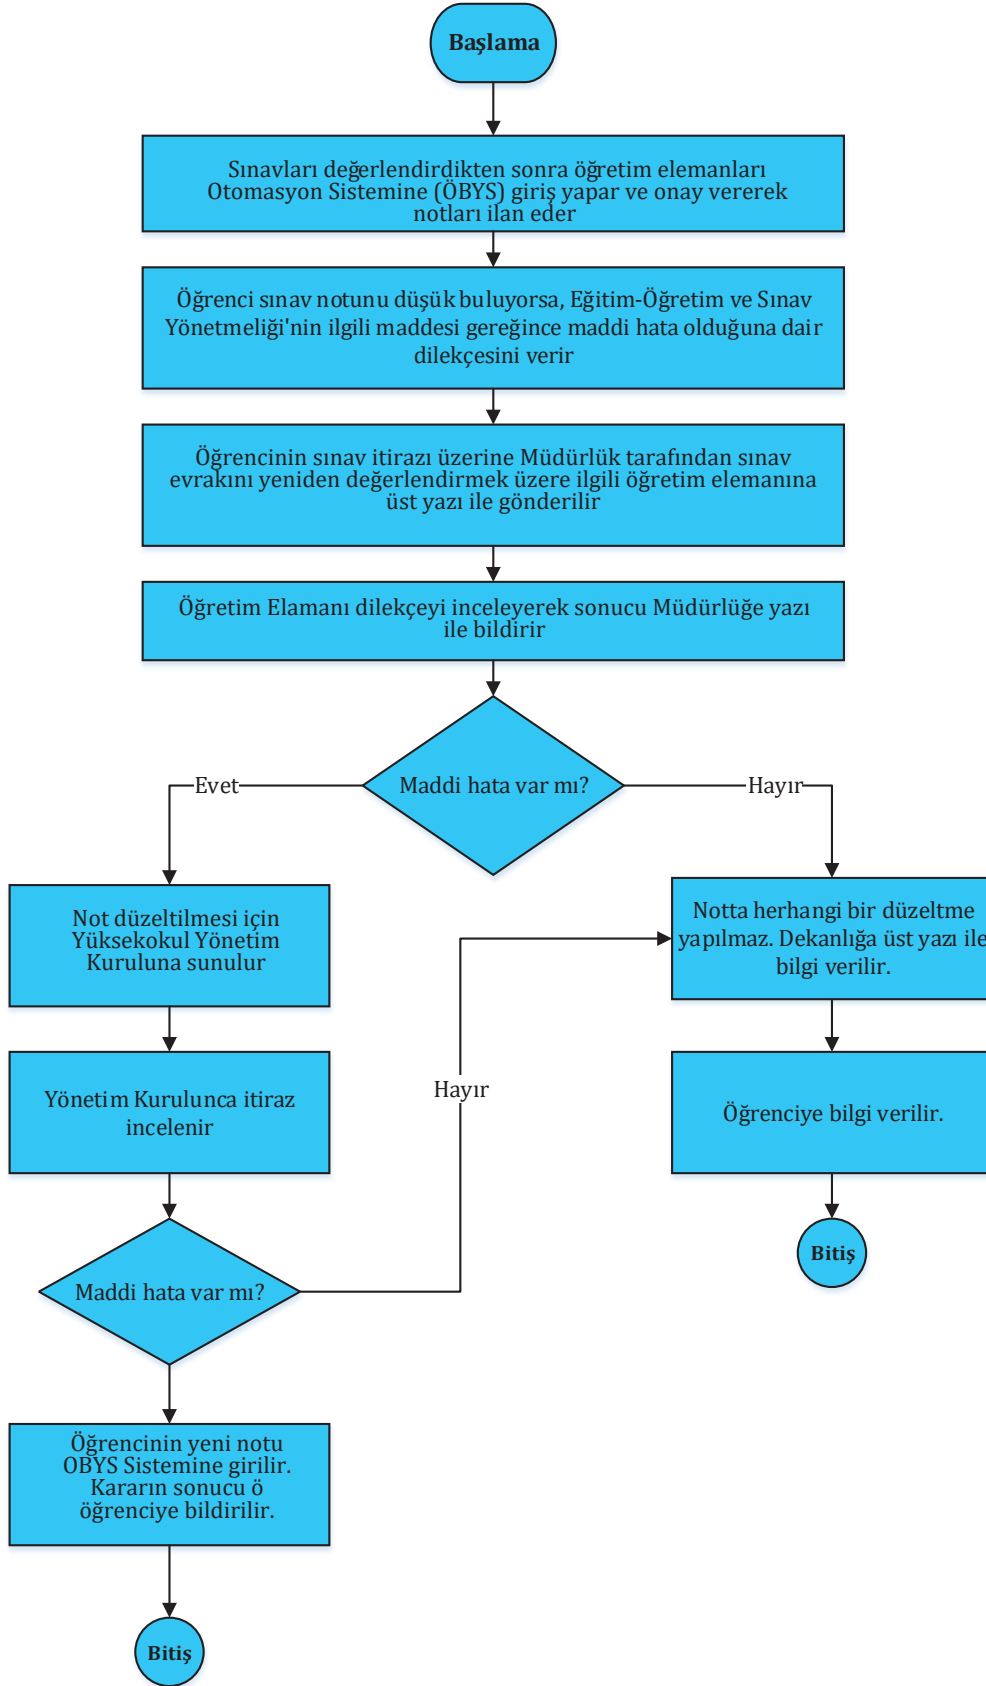 Başlama
Sınavları değerlendirdikten sonra öğretim elemanları
Otomasyon Sistemine (ÖBYS) giriş yapar ve onay vererek
notları ilan eder
Öğrenci sınav notunu düşük buluyorsa, Eğitim-Öğretim ve Sınav
Yönetmeliği'nin ilgili maddesi gereğince maddi hata olduğuna dair
dilekçesini verir
Öğrencinin sınav itirazı üzerine Müdürlük tarafından sınav
evrakını yeniden değerlendirmek üzere ilgili öğretim elemanına
üst yazı ile gönderilir
Öğretim Elamanı dilekçeyi inceleyerek sonucu Müdürlüğe yazı
ile bildirir
Maddi hata var mı?
Evet
Hayır
Not düzeltilmesi için
Yüksekokul Yönetim
Kuruluna sunulur
Notta herhangi bir düzeltme
yapılmaz. Dekanlığa üst yazı ile
bilgi verilir.
Yönetim Kurulunca itiraz
incelenir
Hayır
Öğrenciye bilgi verilir.
Bitiş
Maddi hata var mı?
Öğrencinin yeni notu
OBYS Sistemine girilir.
Kararın sonucu ö
öğrenciye bildirilir.
Bitiş